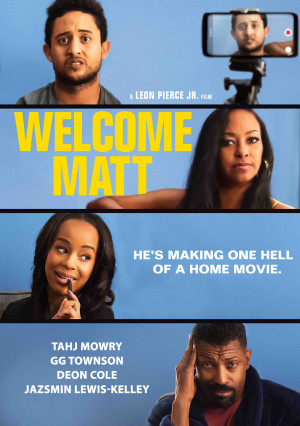 A LEON PIERCE JR. FILM
WELCOME
MATT
HE'S MAKING ONE HELL
OF A HOME MOVIE.
TAHJ MOWRY
GG TOWNSON
DEON COLE
JAZSMIN LEWIS-KELLEY